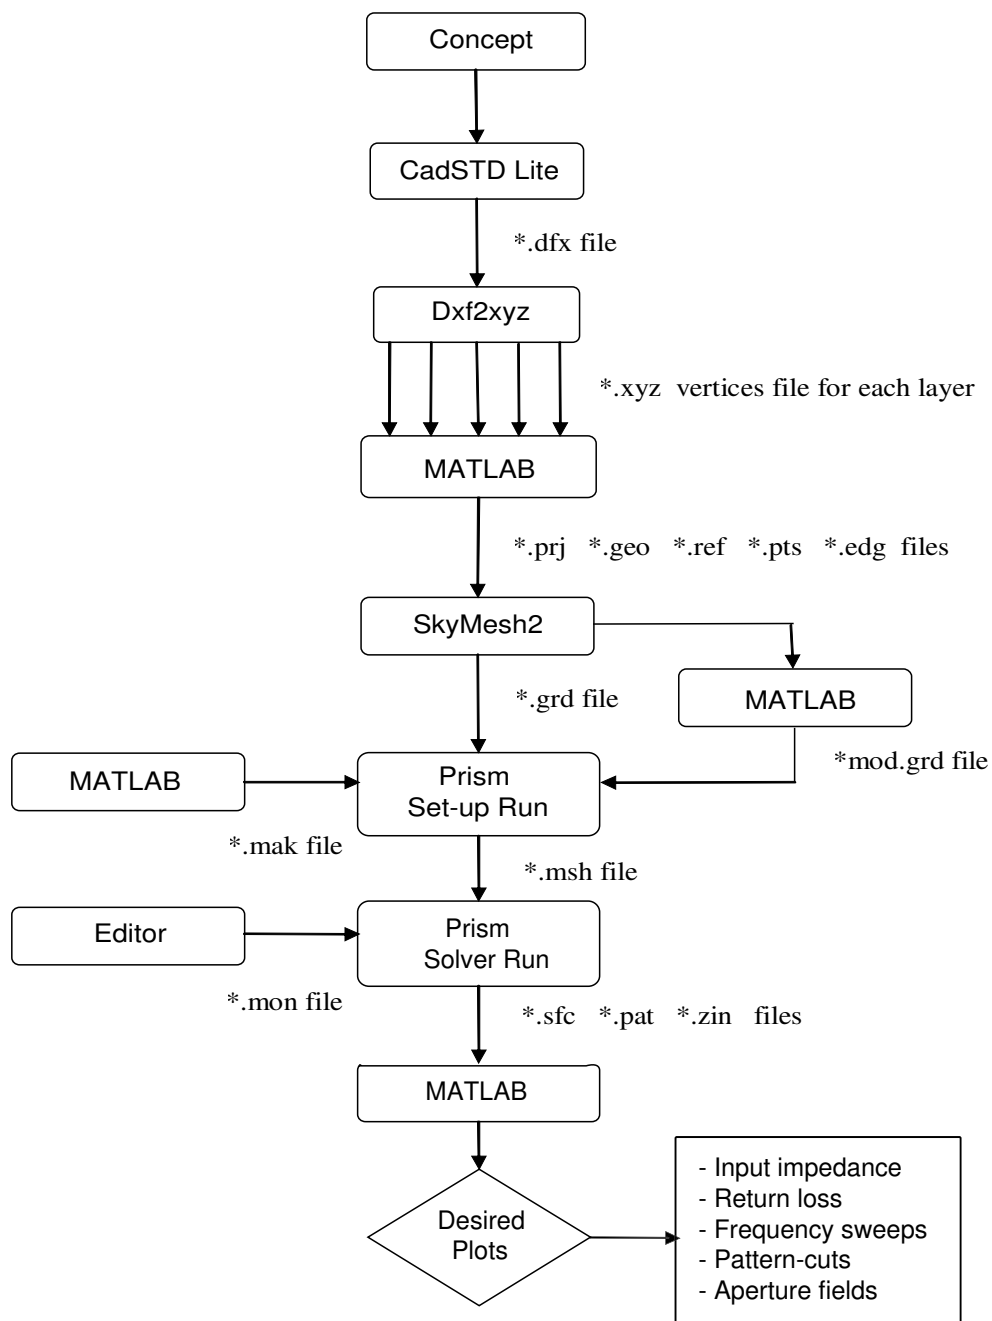 Concept
CadSTD Lite
*.dfx file
Dxf2xyz
*.xyz vertices file for each layer
MATLAB
*.prj *.geo *.ref *.pts *.edg files
SkyMesh2
*.grd file
MATLAB
*mod.grd file
MATLAB
Prism
Set-up Run
*.mak file
*.msh file
Editor
Prism
Solver Run
*.mon file
*.sfc *.pat *.zin files
MATLAB
Desired
Plots
- Input impedance
- Return loss
- Frequency sweeps
- Pattern-cuts
- Aperture fields